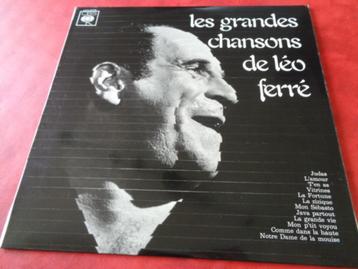 les grandes
chansons
de léo
ferré
Judas
L'amour
T'en as
Vitrines
La Fortune
La zizique
Mon Sébasto
Java partout
La grande vie
Mon p'tit voyou
Comme dans la haute
Notre Dame de la mouise